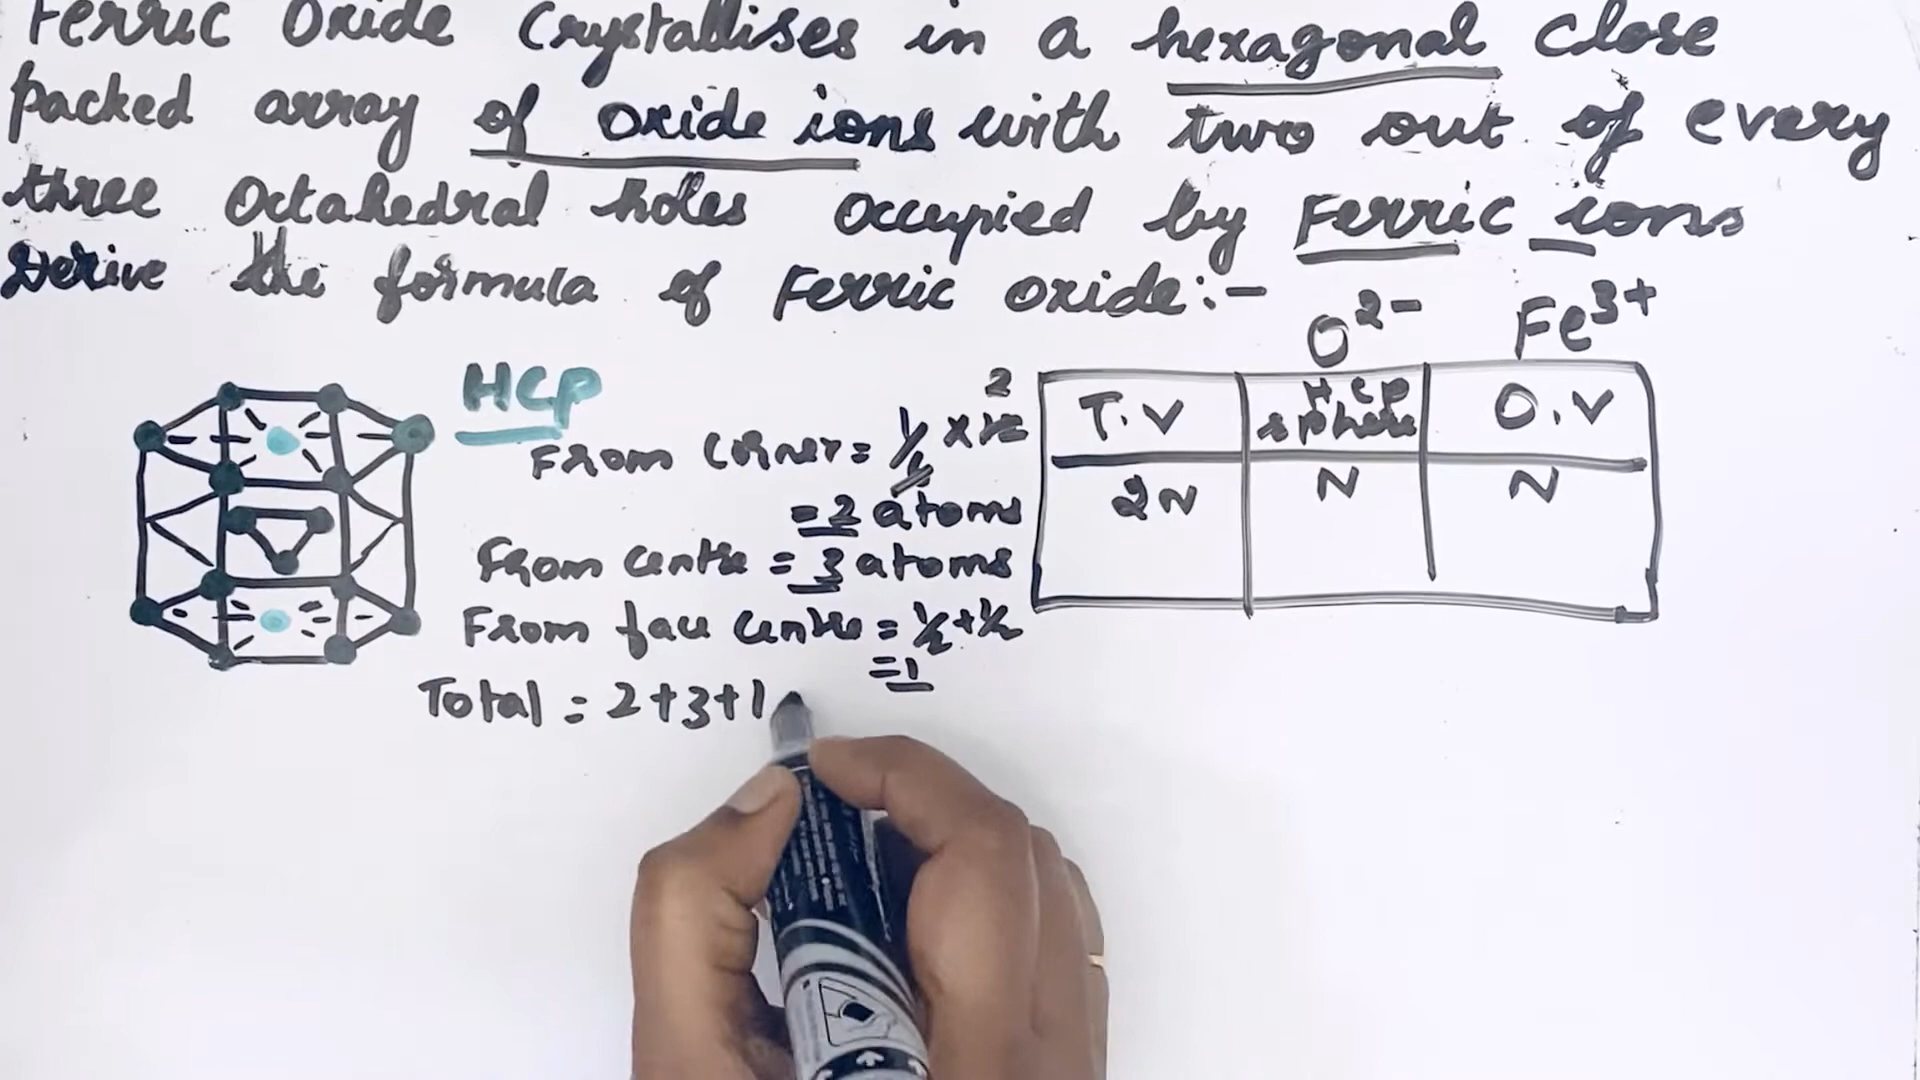 Ferric Oxide Crystallises in a hexagonal close
packed array of oxide ions with two out of every
three Octahedral holes occupied by Ferric ions
Derive the formula of Ferric oxide:-
O²⁻ Fe³⁺
HCP
T.V
HCP sphere
O.V
2N
N
N
From corner = 1/6 × 12 2
= 2 atoms
From centre = 3 atoms
From face centre = 1/2 + 1/2
= 1
Total = 2+3+1